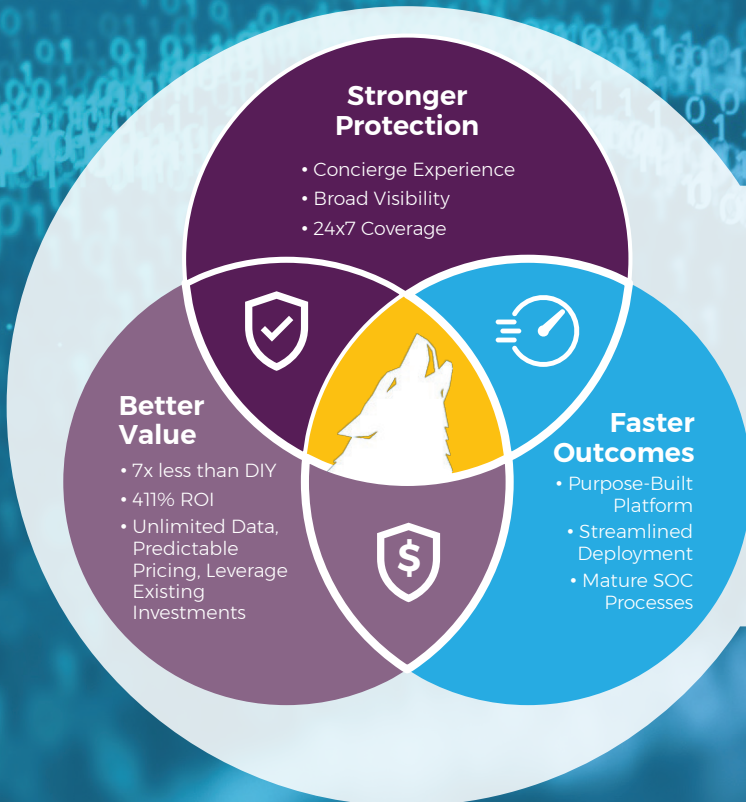 Stronger
Protection
• Concierge Experience
• Broad Visibility
• 24x7 Coverage
Better
Value
• 7x less than DIY
• 411% ROI
• Unlimited Data,
Predictable
Pricing, Leverage
Existing
Investments
$
Faster
Outcomes
• Purpose-Built
Platform
• Streamlined
Deployment
• Mature SOC
Processes